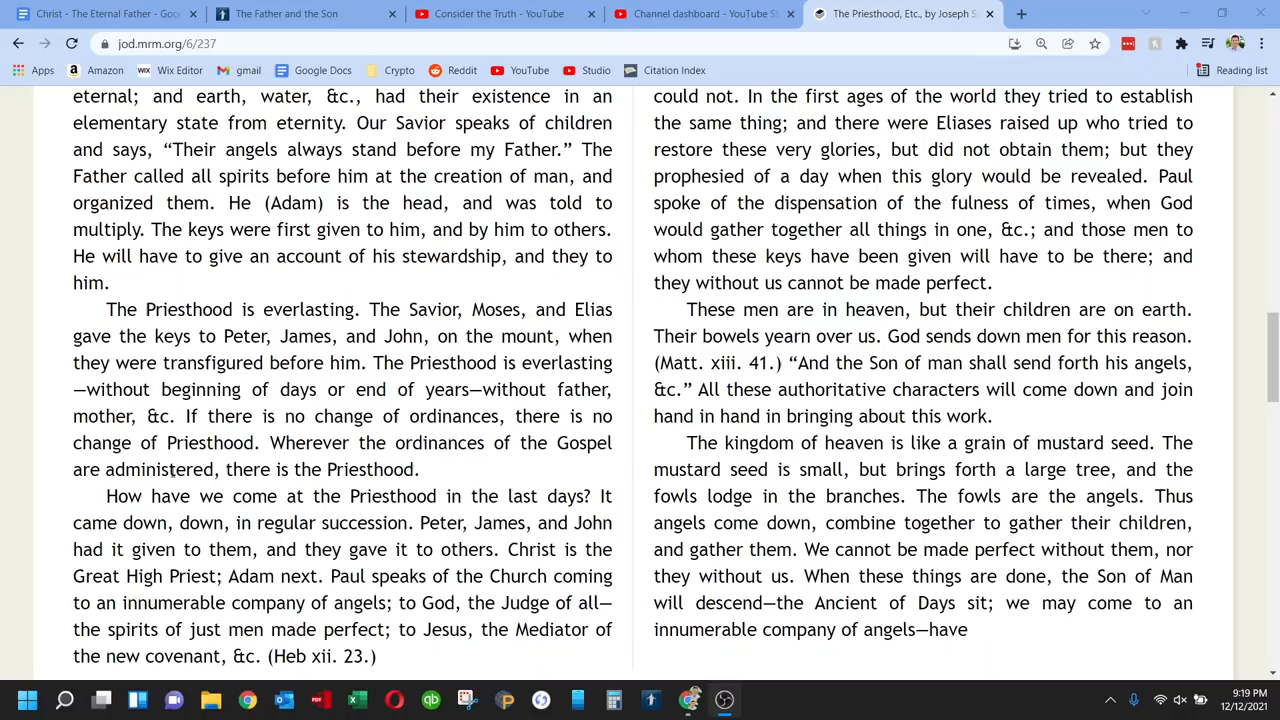 Christ - The Eternal Father - Goo
The Father and the Son
Consider the Truth - YouTube
Channel dashboard - YouTube S
The Priesthood, Etc., by Joseph S
jod.mrm.org/6/237
Apps
Amazon
WIX Wix Editor
gmail
Google Docs
Crypto
Reddit
YouTube
Studio
Citation Index
Reading list
eternal; and earth, water, &c., had their existence in an
elementary state from eternity. Our Savior speaks of children
and says, “Their angels always stand before my Father.” The
Father called all spirits before him at the creation of man, and
organized them. He (Adam) is the head, and was told to
multiply. The keys were first given to him, and by him to others.
He will have to give an account of his stewardship, and they to
him.
The Priesthood is everlasting. The Savior, Moses, and Elias
gave the keys to Peter, James, and John, on the mount, when
they were transfigured before him. The Priesthood is everlasting
—without beginning of days or end of years—without father,
mother, &c. If there is no change of ordinances, there is no
change of Priesthood. Wherever the ordinances of the Gospel
are administered, there is the Priesthood.
How have we come at the Priesthood in the last days? It
came down, down, in regular succession. Peter, James, and John
had it given to them, and they gave it to others. Christ is the
Great High Priest; Adam next. Paul speaks of the Church coming
to an innumerable company of angels; to God, the Judge of all—
the spirits of just men made perfect; to Jesus, the Mediator of
the new covenant, &c. (Heb xii. 23.)
could not. In the first ages of the world they tried to establish
the same thing; and there were Eliases raised up who tried to
restore these very glories, but did not obtain them; but they
prophesied of a day when this glory would be revealed. Paul
spoke of the dispensation of the fulness of times, when God
would gather together all things in one, &c.; and those men to
whom these keys have been given will have to be there; and
they without us cannot be made perfect.
These men are in heaven, but their children are on earth.
Their bowels yearn over us. God sends down men for this reason.
(Matt. xiii. 41.) “And the Son of man shall send forth his angels,
&c.” All these authoritative characters will come down and join
hand in hand in bringing about this work.
The kingdom of heaven is like a grain of mustard seed. The
mustard seed is small, but brings forth a large tree, and the
fowls lodge in the branches. The fowls are the angels. Thus
angels come down, combine together to gather their children,
and gather them. We cannot be made perfect without them, nor
they without us. When these things are done, the Son of Man
will descend—the Ancient of Days sit; we may come to an
innumerable company of angels—have
9:19 PM
12/12/2021